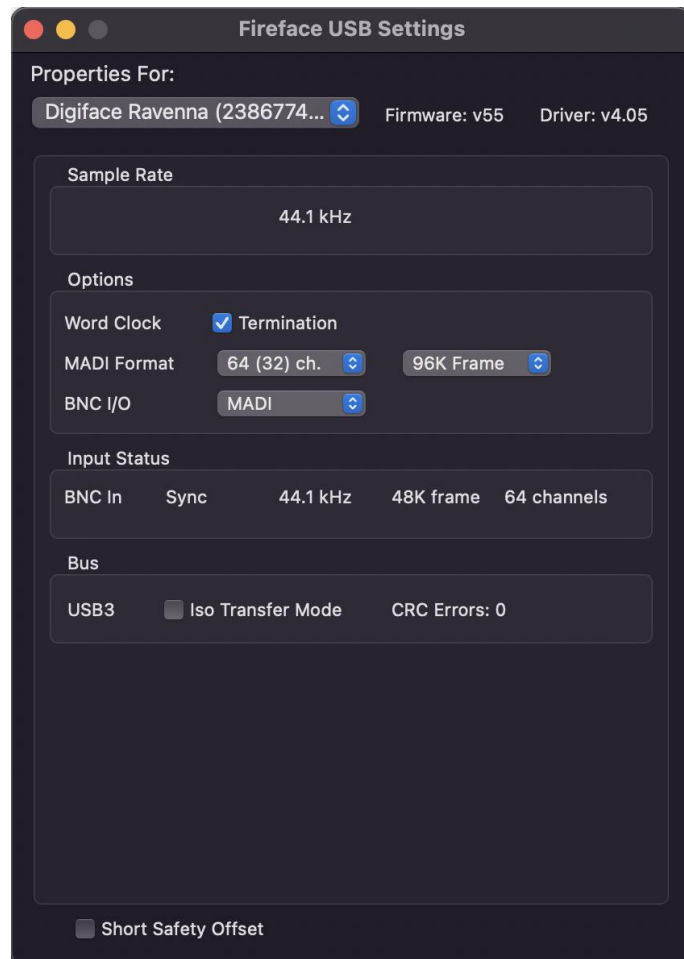 Fireface USB Settings
Properties For:
Digiface Ravenna (2386774... Firmware: v55 Driver: v4.05
Sample Rate
44.1 kHz
Options
Word Clock Termination
MADI Format 64 (32) ch. 96K Frame
BNC I/O MADI
Input Status
BNC In Sync 44.1 kHz 48K frame 64 channels
Bus
USB3 Iso Transfer Mode CRC Errors: 0
Short Safety Offset